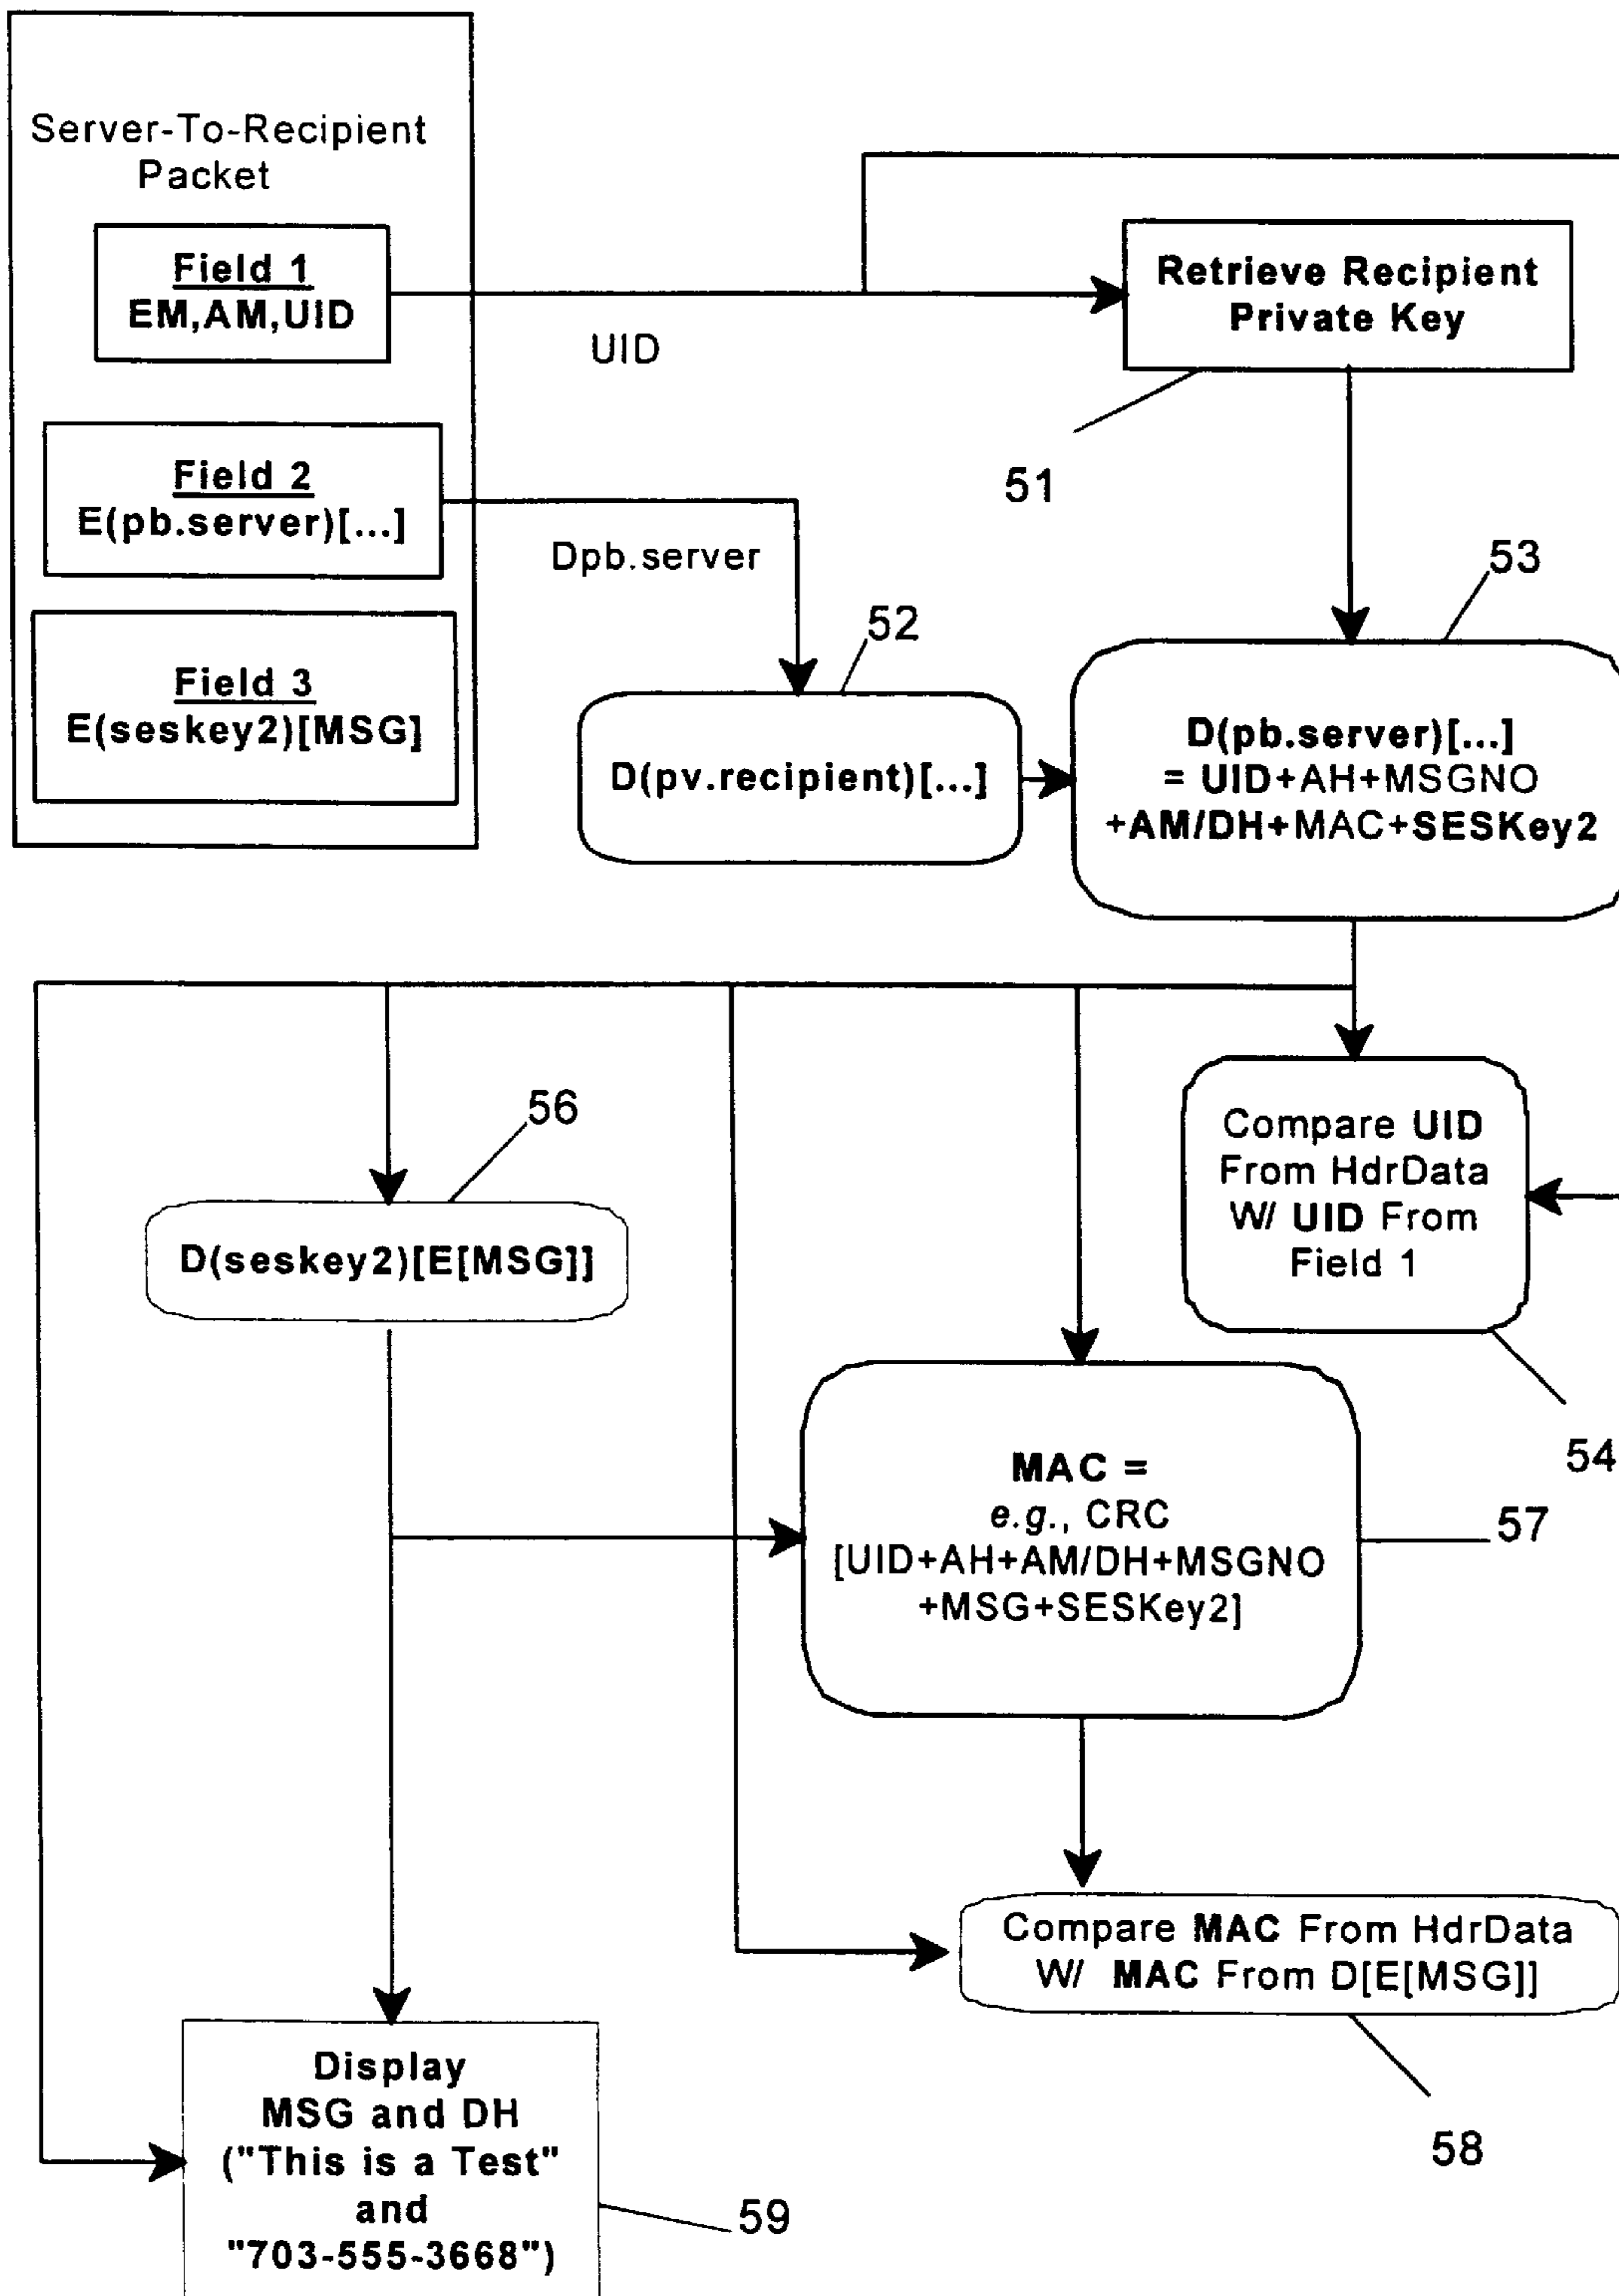 Server-To-Recipient
Packet
Field 1
EM,AM,UID
UID
Retrieve Recipient
Private Key
51
Field 2
E(pb.server)[...]
Dpb.server
53
52
Field 3
E(seskey2)[MSG]
D(pv.recipient)[...]
D(pb.server)[...]
= UID+AH+MSGNO
+AM/DH+MAC+SESKey2
56
Compare UID
From HdrData
W/ UID From
Field 1
D(seskey2)[E[MSG]]
54
MAC =
e.g., CRC
[UID+AH+AM/DH+MSGNO
+MSG+SESKey2]
57
Compare MAC From HdrData
W/ MAC From D[E[MSG]]
58
Display
MSG and DH
("This is a Test"
and
"703-555-3668")
59